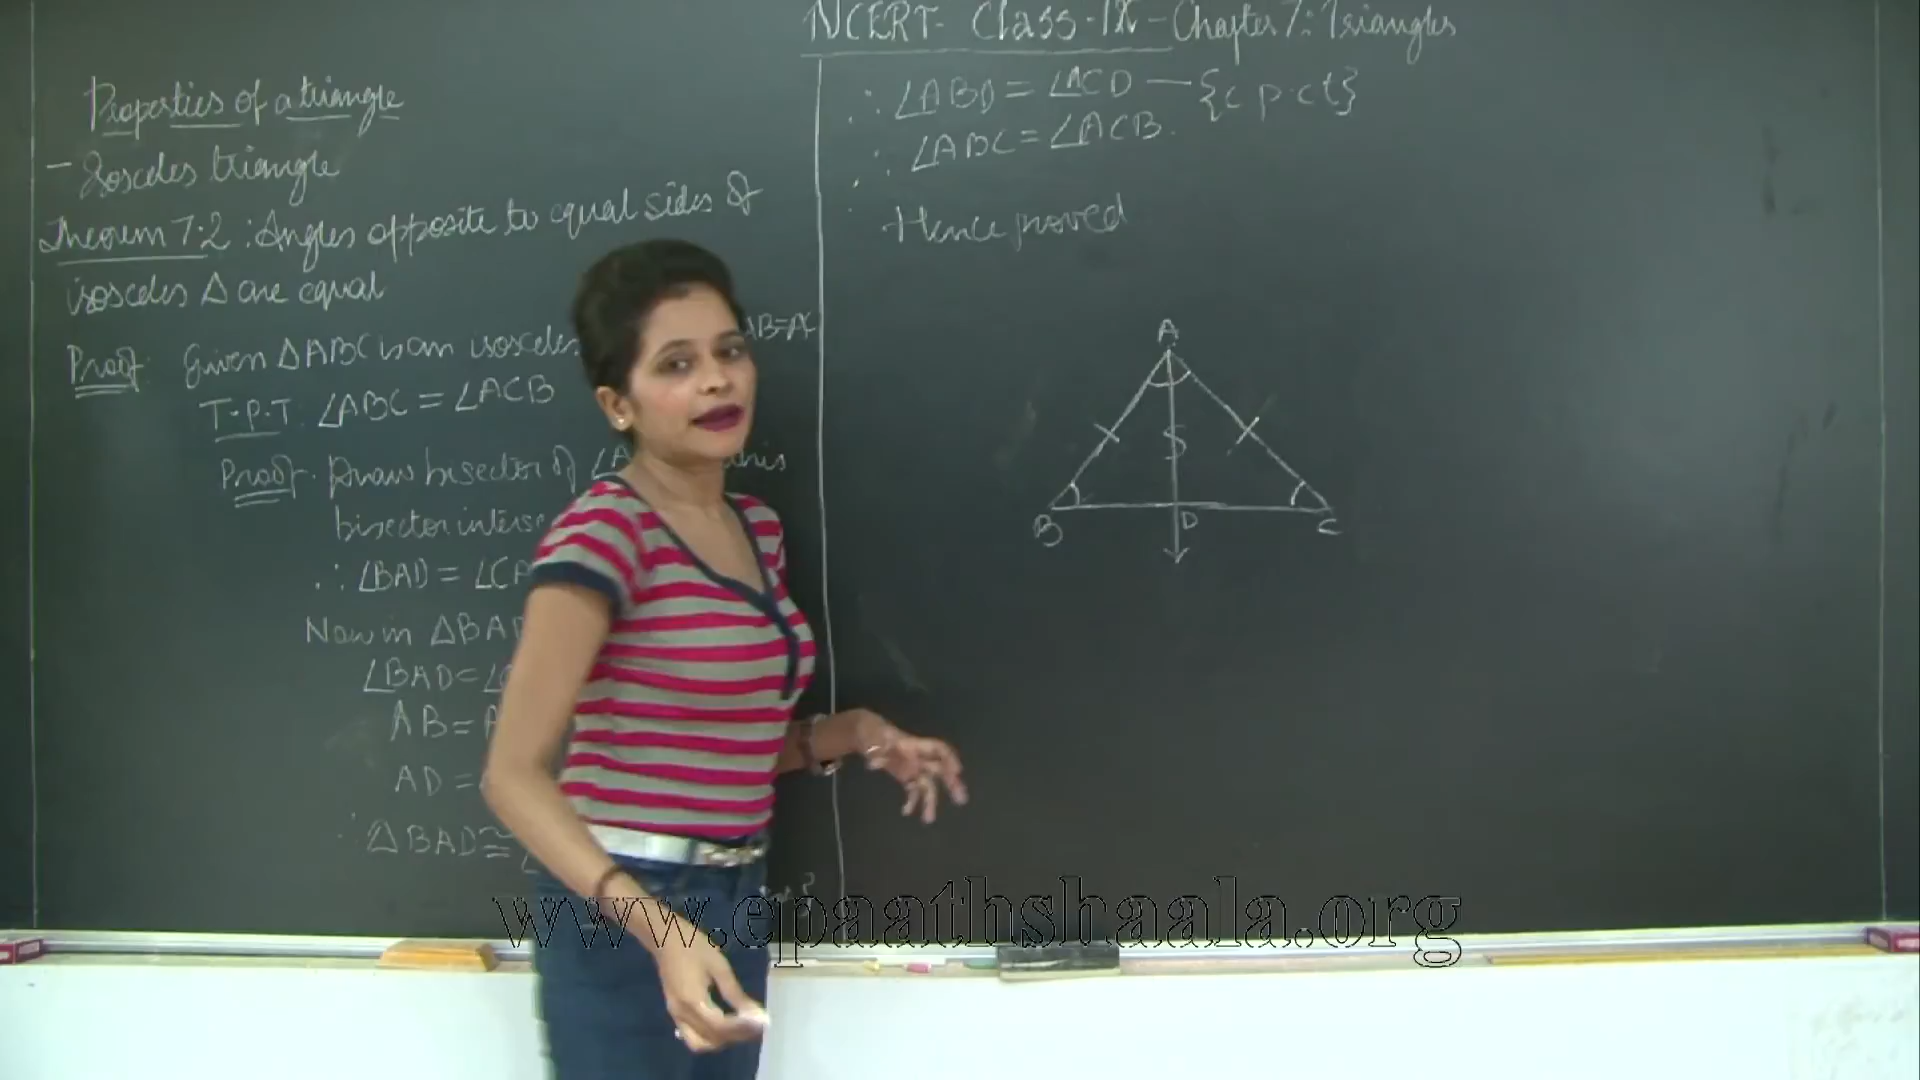 NCERT- Class-IX- Chapter 7: Triangles
Properties of a triangle
- Isosceles triangle
Theorem 7.2 : Angles opposite to equal sides of
isosceles Δ are equal
Proof: Given ΔABC is an isosceles AB=AC
T.P.T. ∠ABC = ∠ACB
Proof. Draw bisector of
bisector
∴ ∠BAD =
Now in
∠BAD=
AB=
AD =
∴ ΔBAD≅
∴ ∠ABD = ∠ACD — {c p.c t}
∴ ∠ABC = ∠ACB.
Hence proved
A
B
D
C
www.epaathshaala.org